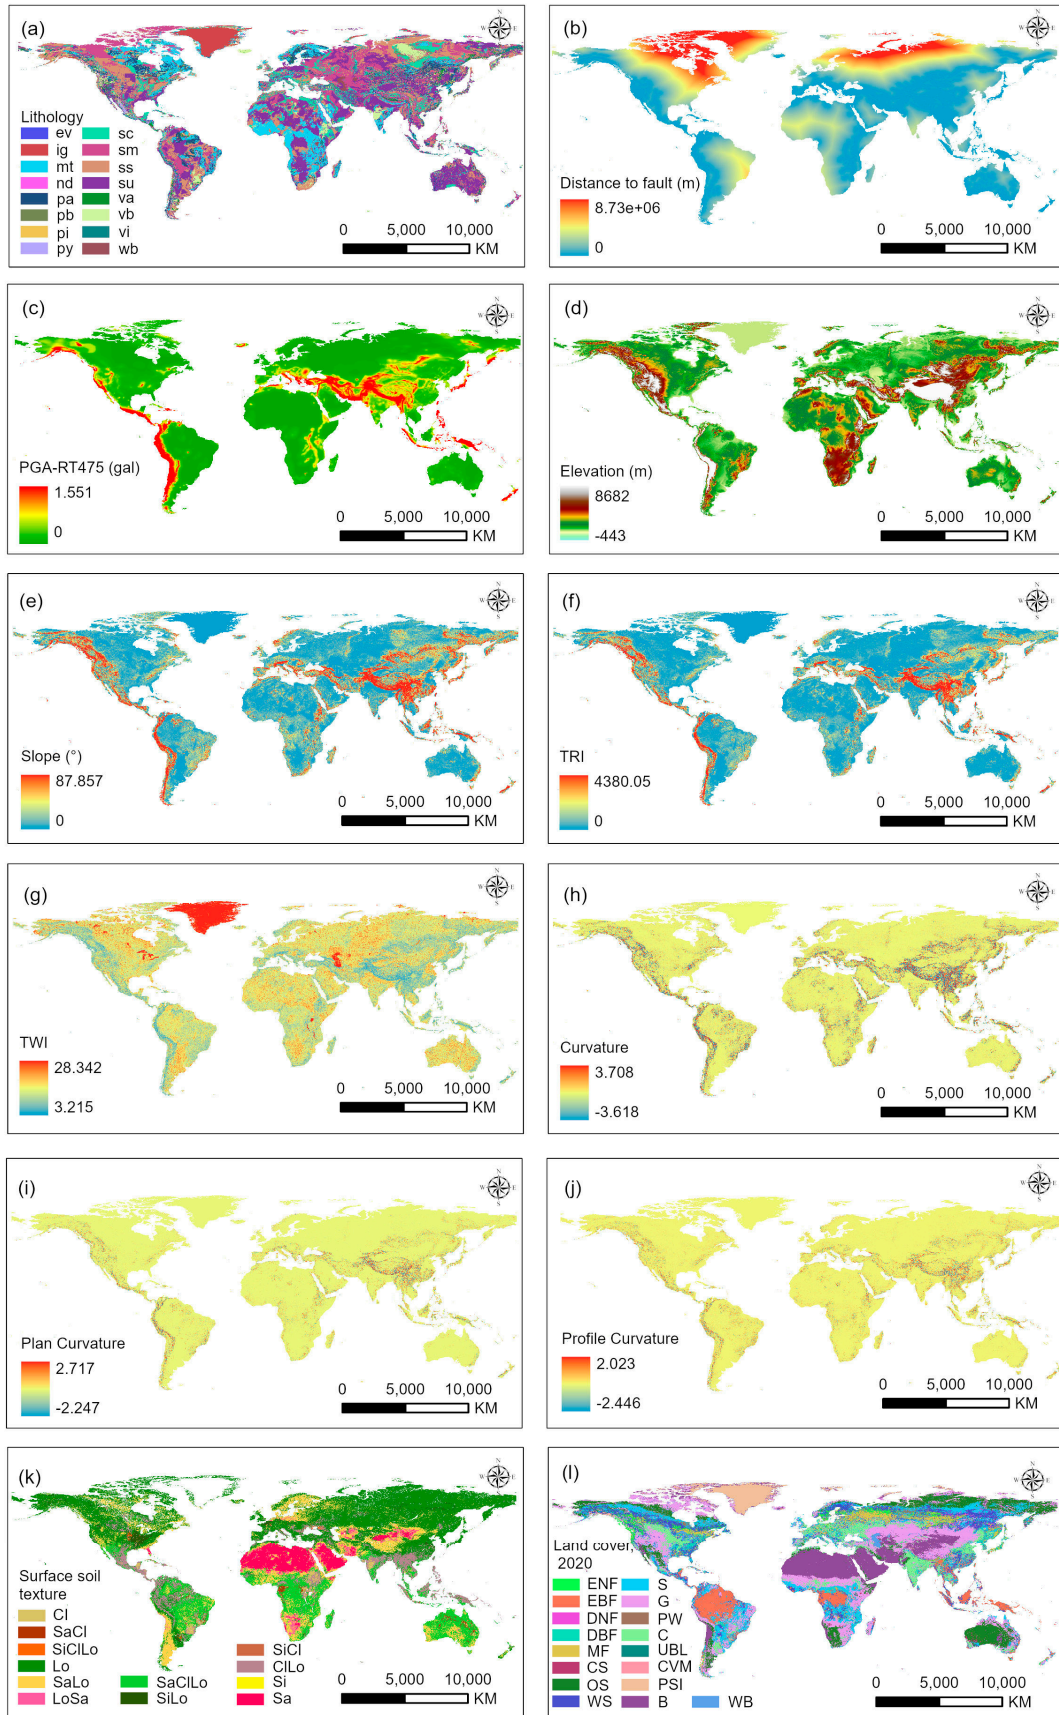 (a)
N
W E
S
Lithology
ev sc
ig sm
mt ss
nd su
pa va
pb vb
pi vi
py wb
0 5,000 10,000
KM
(b)
N
W E
S
Distance to fault (m)
8.73e+06
0
0 5,000 10,000
KM
(c)
N
W E
S
PGA-RT475 (gal)
1.551
0
0 5,000 10,000
KM
(d)
N
W E
S
Elevation (m)
8682
-443
0 5,000 10,000
KM
(e)
N
W E
S
Slope (°)
87.857
0
0 5,000 10,000
KM
(f)
N
W E
S
TRI
4380.05
0
0 5,000 10,000
KM
(g)
N
W E
S
TWI
28.342
3.215
0 5,000 10,000
KM
(h)
N
W E
S
Curvature
3.708
-3.618
0 5,000 10,000
KM
(i)
N
W E
S
Plan Curvature
2.717
-2.247
0 5,000 10,000
KM
(j)
N
W E
S
Profile Curvature
2.023
-2.446
0 5,000 10,000
KM
(k)
N
W E
S
Surface soil
texture
Cl
SaCl
SiClLo SiCl
Lo ClLo
SaLo SaClLo Si
LoSa SiLo Sa
0 5,000 10,000
KM
(l)
N
W E
S
Land cover
2020
ENF S
EBF G
DNF PW
DBF C
MF UBL
CS CVM
OS PSI
WS B WB
0 5,000 10,000
KM